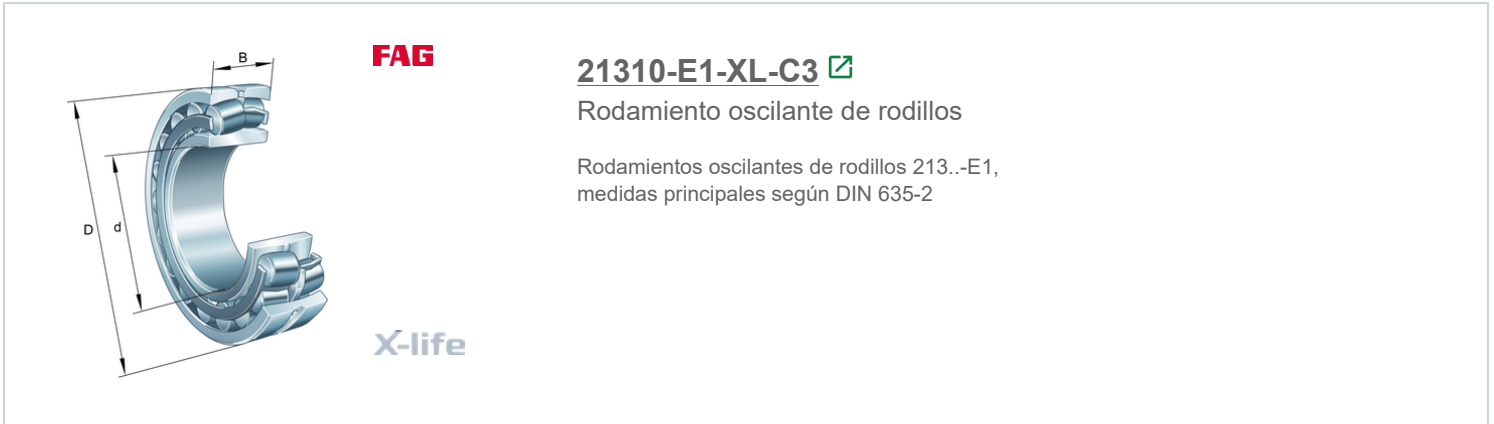 B
D
d
FAG
X-life
21310-E1-XL-C3
Rodamiento oscilante de rodillos
Rodamientos oscilantes de rodillos 213..-E1,
medidas principales según DIN 635-2